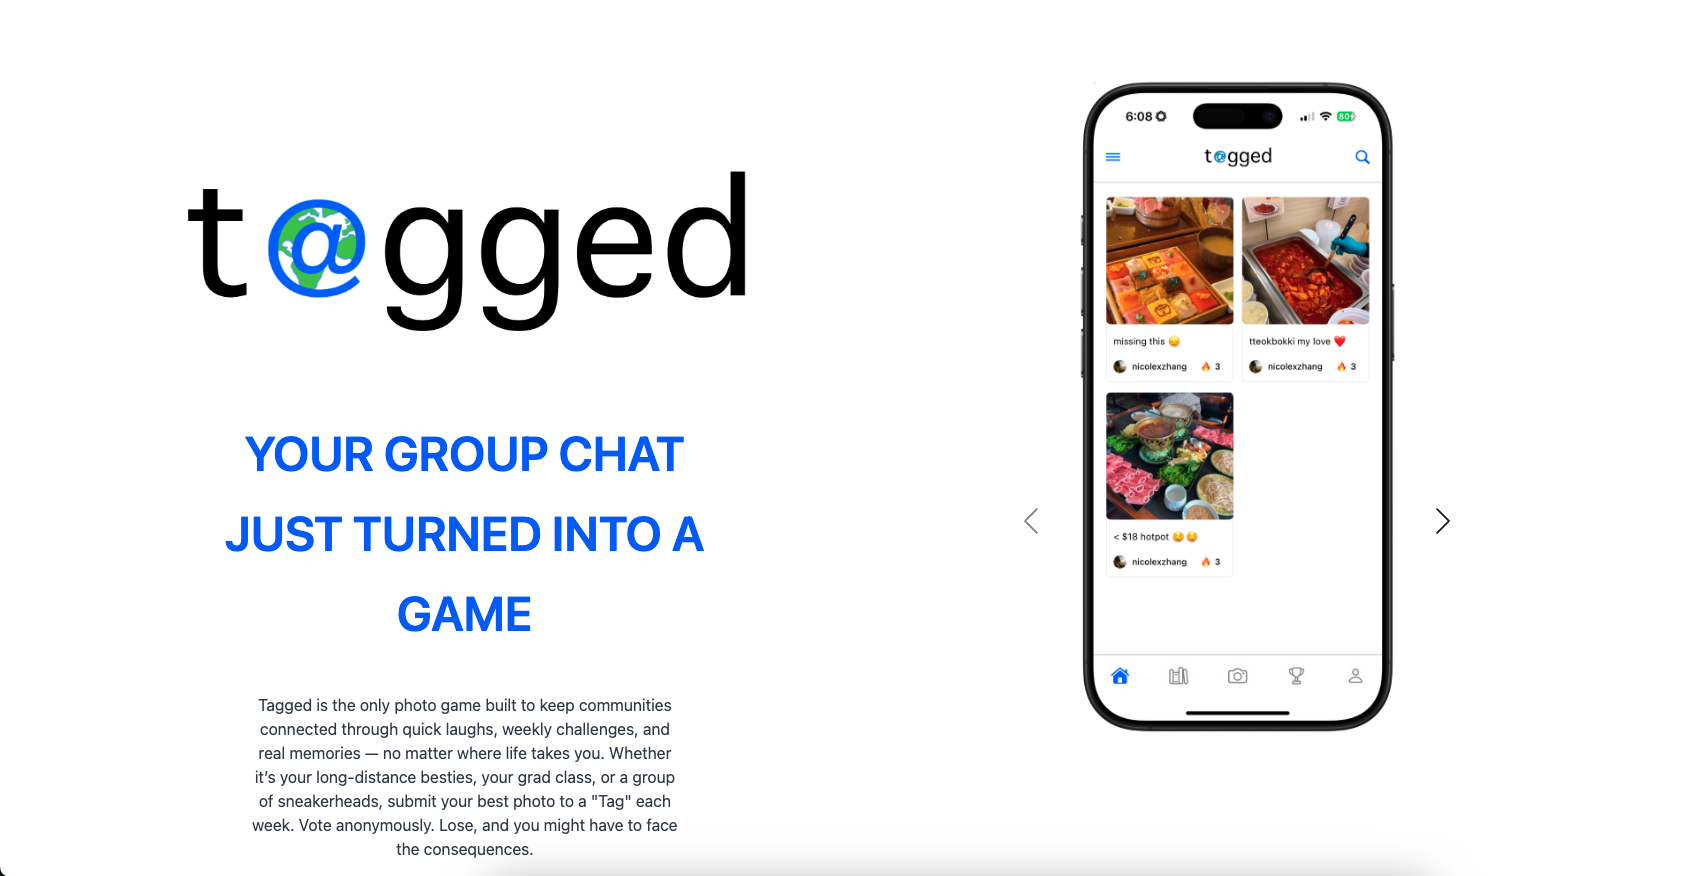 t@gged
YOUR GROUP CHAT
JUST TURNED INTO A
GAME
Tagged is the only photo game built to keep communities
connected through quick laughs, weekly challenges, and
real memories — no matter where life takes you. Whether
it’s your long-distance besties, your grad class, or a group
of sneakerheads, submit your best photo to a "Tag" each
week. Vote anonymously. Lose, and you might have to face
the consequences.
6:08 80
t@gged
missing this 😔
nicolexzhang 🔥 3
tteokbokki my love ❤️
nicolexzhang 🔥 3
< $18 hotpot 🤤🤤
nicolexzhang 🔥 3